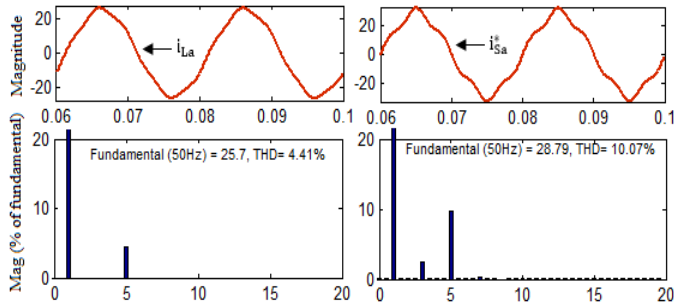 Magnitude
20
0
-20
i_La
0.06 0.07 0.08 0.09 0.1
20
0
-20
i*_Sa
0.06 0.07 0.08 0.09 0.1
Mag (% of fundamental)
20
10
0
Fundamental (50Hz) = 25.7, THD= 4.41%
0 5 10 15 20
20
10
0
Fundamental (50Hz) = 28.79, THD= 10.07%
0 5 10 15 20